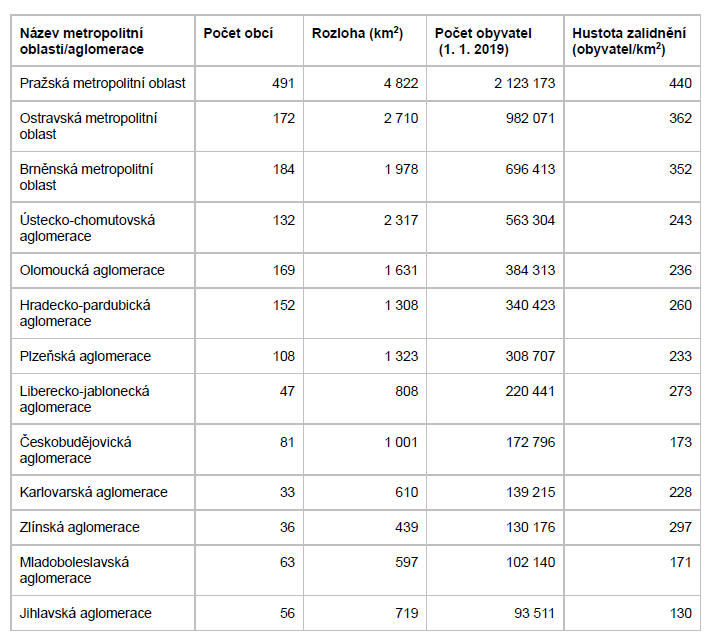 Název metropolitní Počet obcí Rozloha (km²) Počet obyvatel Hustota zalidnění
oblasti/aglomerace (1. 1. 2019) (obyvatel/km²)
Pražská metropolitní oblast 491 4 822 2 123 173 440
Ostravská metropolitní 172 2 710 982 071 362
oblast
Brněnská metropolitní 184 1 978 696 413 352
oblast
Ústecko-chomutovská 132 2 317 563 304 243
aglomerace
Olomoucká aglomerace 169 1 631 384 313 236
Hradecko-pardubická 152 1 308 340 423 260
aglomerace
Plzeňská aglomerace 108 1 323 308 707 233
Liberecko-jablonecká 47 808 220 441 273
aglomerace
Českobudějovická 81 1 001 172 796 173
aglomerace
Karlovarská aglomerace 33 610 139 215 228
Zlínská aglomerace 36 439 130 176 297
Mladoboleslavská 63 597 102 140 171
aglomerace
Jihlavská aglomerace 56 719 93 511 130